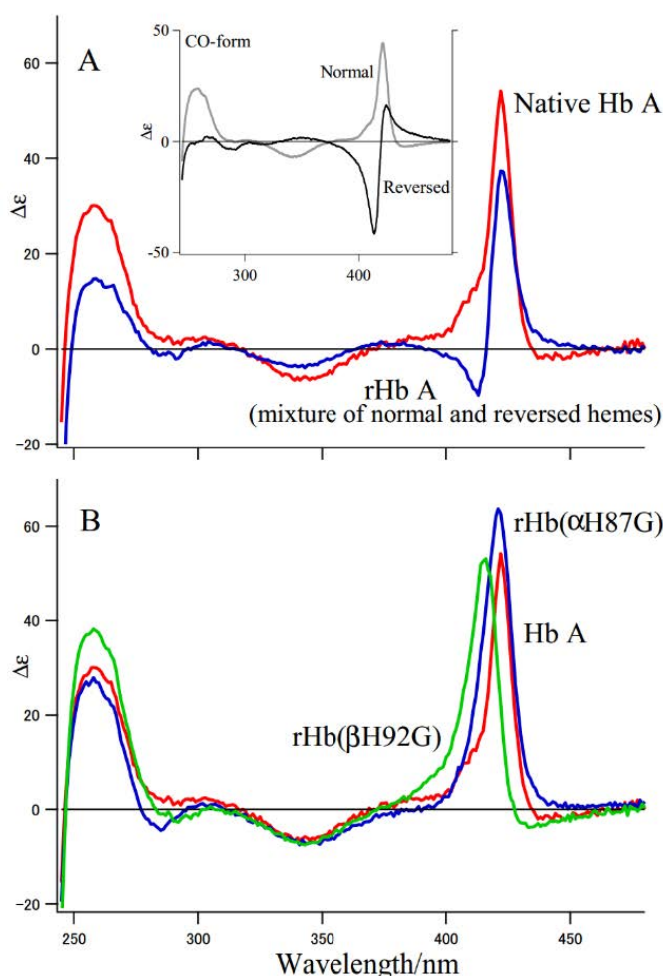 A
CO-form
Normal
Reversed
Δε
50
0
-50
300
400
Native Hb A
rHb A
(mixture of normal and reversed hemes)
Δε
60
40
20
0
-20
B
rHb(αH87G)
Hb A
rHb(βH92G)
Δε
60
40
20
0
-20
250
300
350
400
450
Wavelength/nm